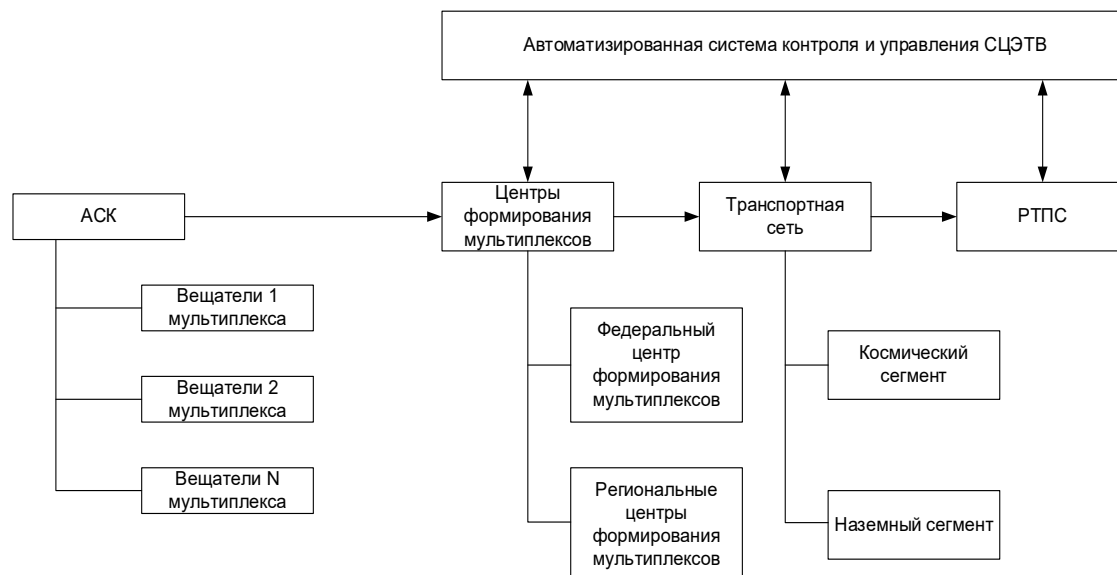 Автоматизированная система контроля и управления СЦЭТВ
АСК
Центры
формирования
мультиплексов
Транспортная
сеть
РТПС
Вещатели 1
мультиплекса
Вещатели 2
мультиплекса
Вещатели N
мультиплекса
Федеральный
центр
формирования
мультиплексов
Региональные
центры
формирования
мультиплексов
Космический
сегмент
Наземный сегмент